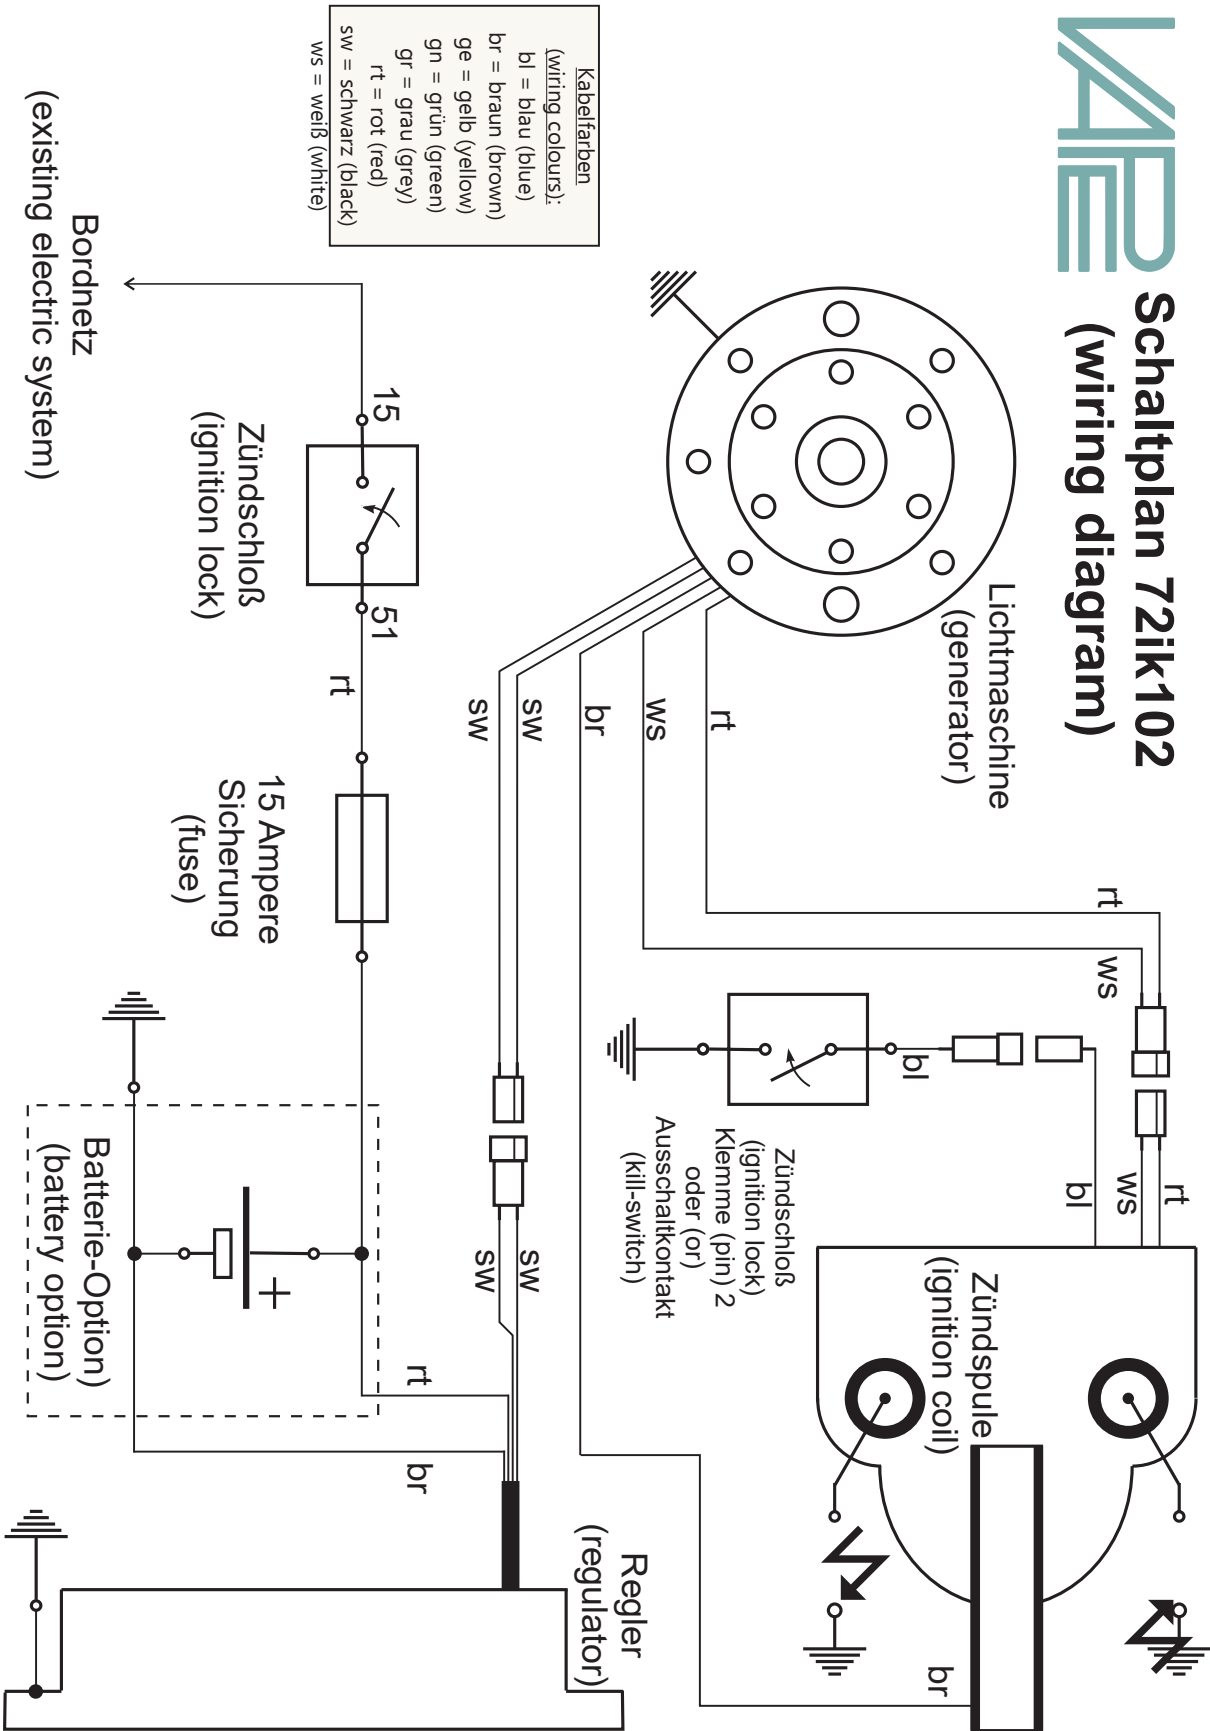 VAPE
Schaltplan 72ik102
(wiring diagram)
Lichtmaschine
(generator)
rt
ws
br
sw
sw
rt
ws
rt
ws
bl
bl
Zündspule
(ignition coil)
br
Zündschloß
(ignition lock)
Klemme (pin) 2
oder (or)
Ausschaltkontakt
(kill-switch)
sw
sw
Regler
(regulator)
rt
br
Kabelfarben
(wiring colours):
bl = blau (blue)
br = braun (brown)
ge = gelb (yellow)
gn = grün (green)
gr = grau (grey)
rt = rot (red)
sw = schwarz (black)
ws = weiß (white)
15
51
Zündschloß
(ignition lock)
rt
15 Ampere
Sicherung
(fuse)
+
Batterie-Option)
(battery option)
Bordnetz
(existing electric system)